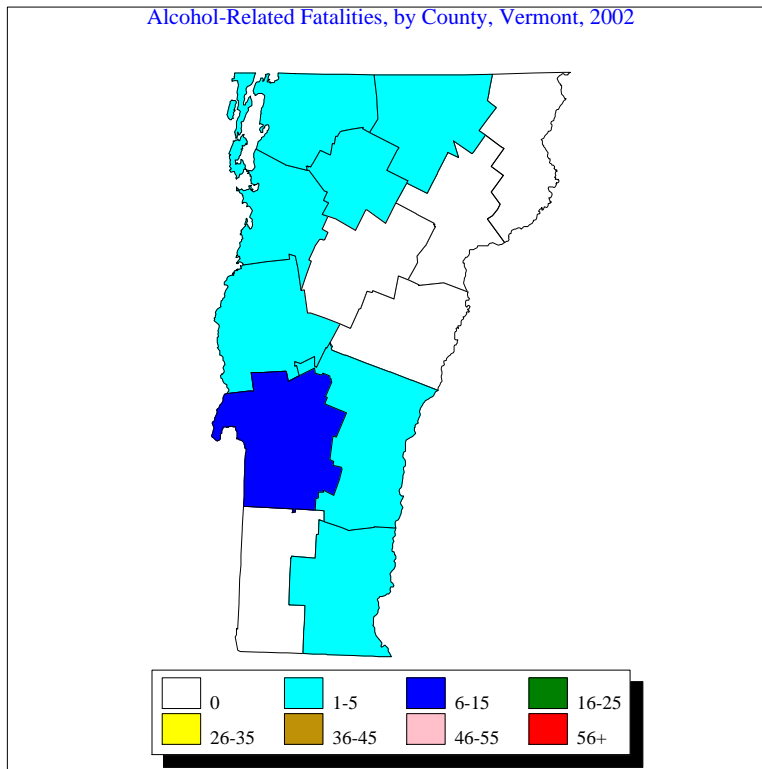 Alcohol-Related Fatalities, by County, Vermont, 2002
0 1-5 6-15 16-25
26-35 36-45 46-55 56+